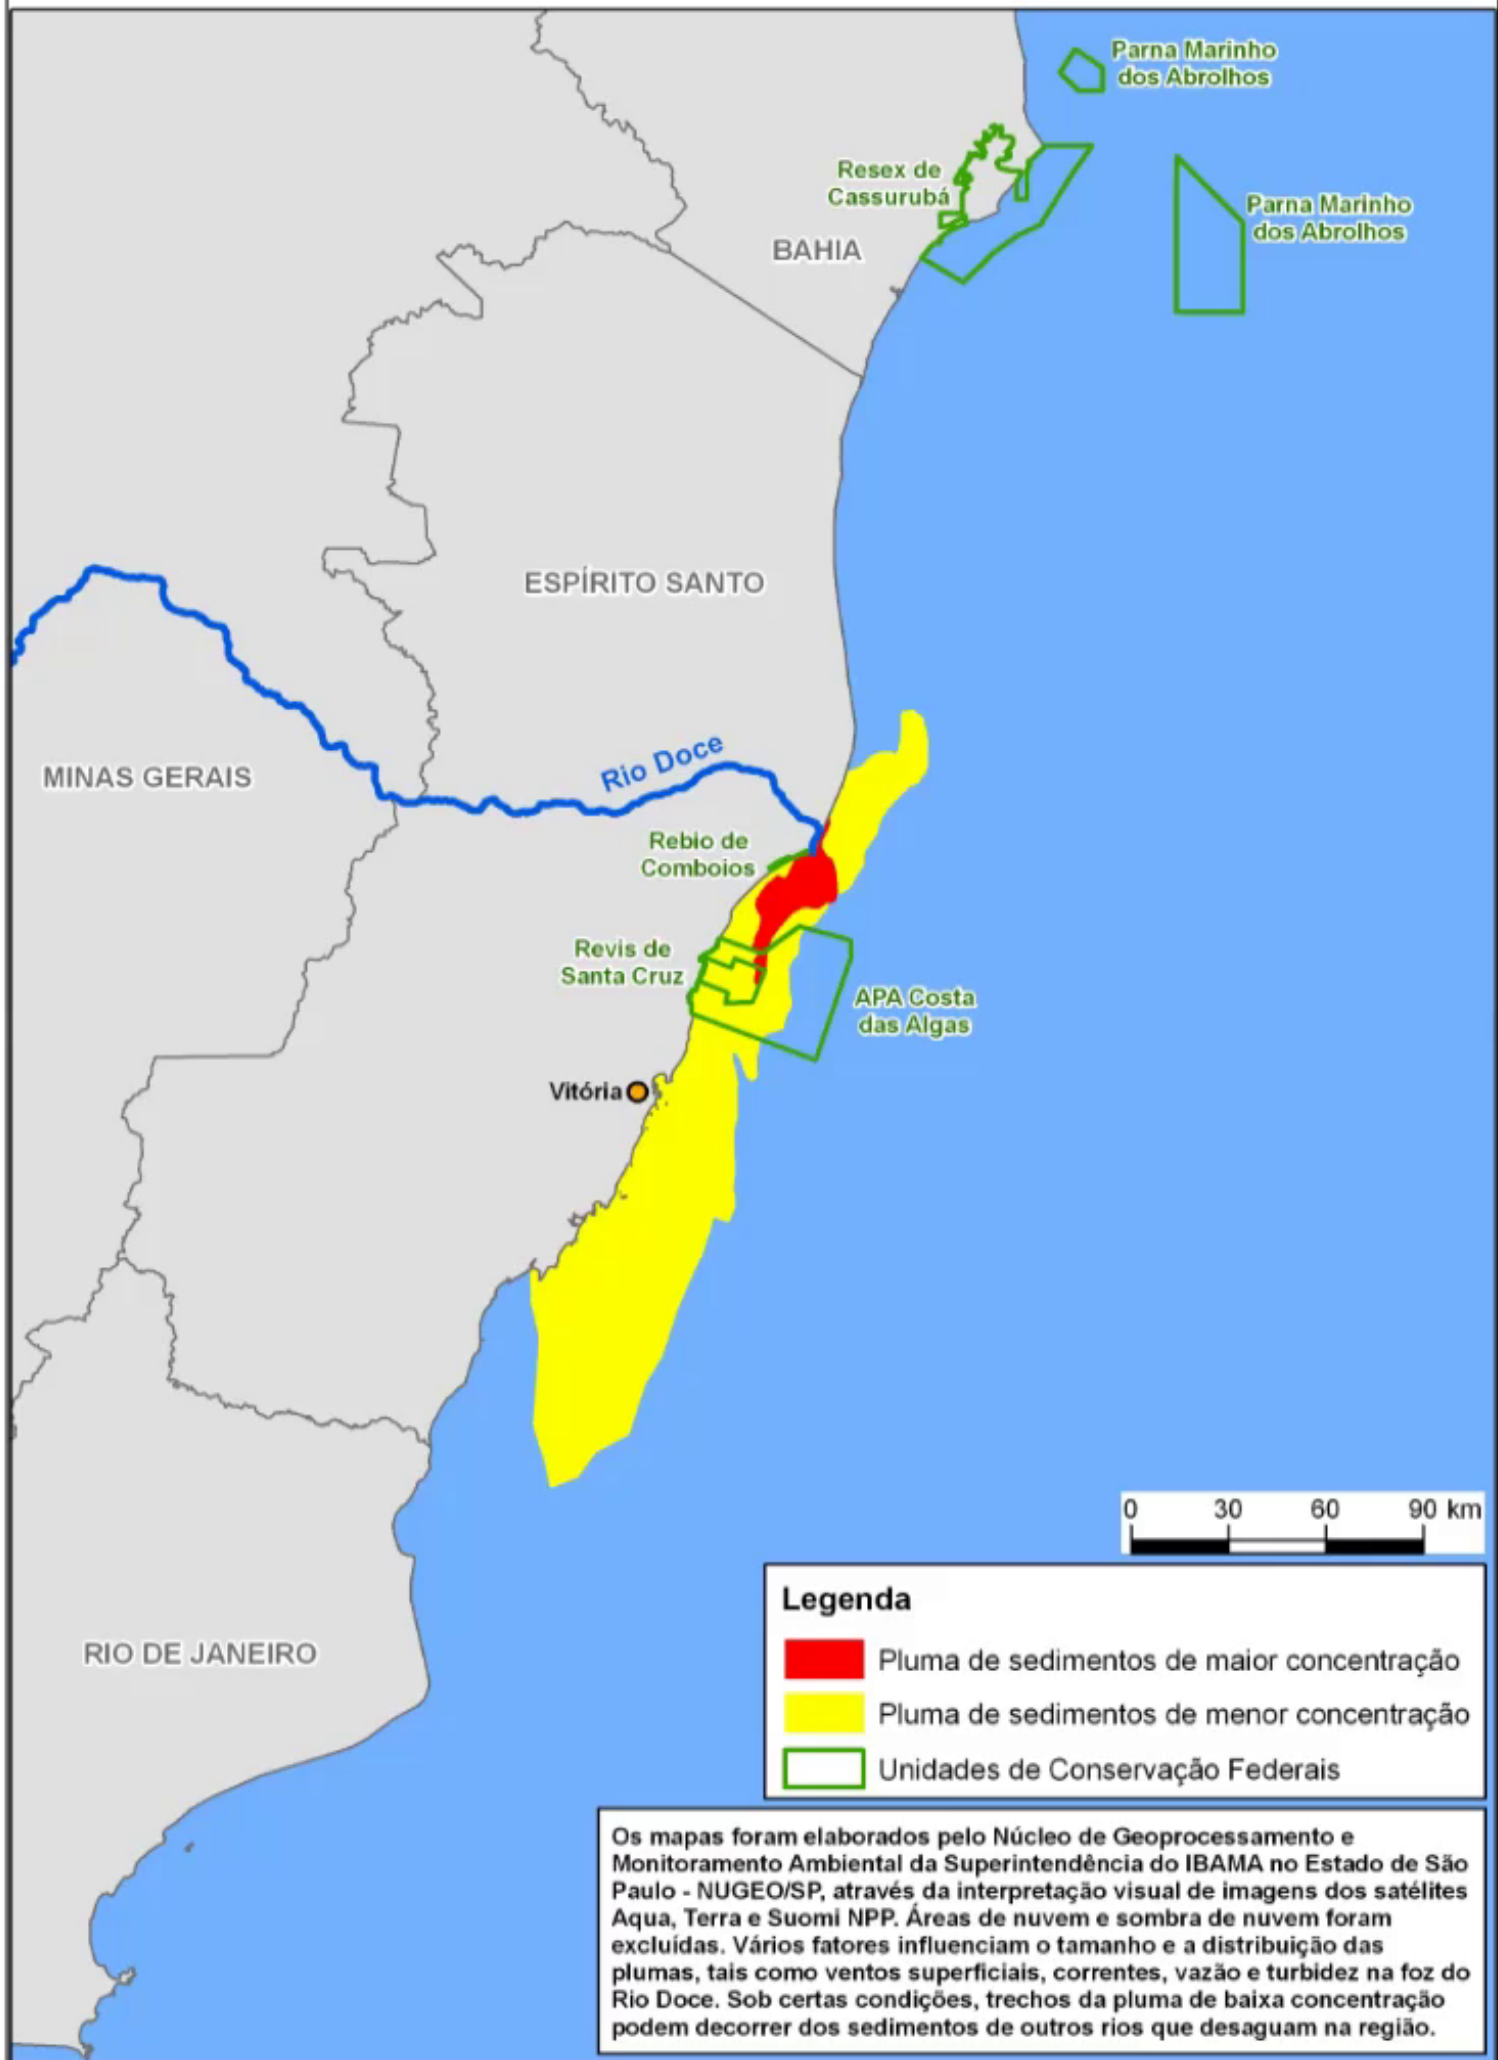 Parna Marinho
dos Abrolhos
Resex de
Cassurubá
Parna Marinho
dos Abrolhos
BAHIA
ESPÍRITO SANTO
Rio Doce
MINAS GERAIS
Rebio de
Comboios
Revis de
Santa Cruz
APA Costa
das Algas
Vitória
0 30 60 90 km
Legenda
Pluma de sedimentos de maior concentração
Pluma de sedimentos de menor concentração
Unidades de Conservação Federais
RIO DE JANEIRO
Os mapas foram elaborados pelo Núcleo de Geoprocessamento e
Monitoramento Ambiental da Superintendência do IBAMA no Estado de São
Paulo - NUGEO/SP, através da interpretação visual de imagens dos satélites
Aqua, Terra e Suomi NPP. Áreas de nuvem e sombra de nuvem foram
excluídas. Vários fatores influenciam o tamanho e a distribuição das
plumas, tais como ventos superficiais, correntes, vazão e turbidez na foz do
Rio Doce. Sob certas condições, trechos da pluma de baixa concentração
podem decorrer dos sedimentos de outros rios que desaguam na região.